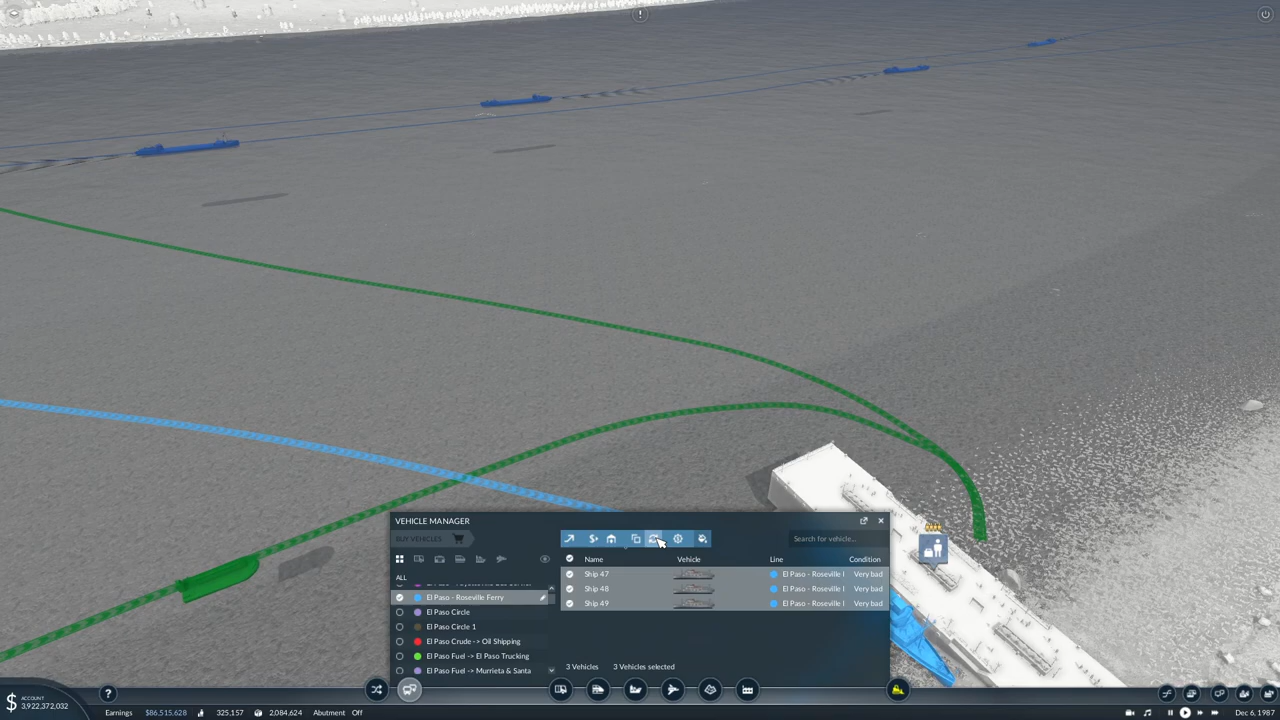 VEHICLE MANAGER
BUY VEHICLES
Search for vehicle...
Name Vehicle Line Condition
ALL
Ship 47 El Paso - Roseville Very bad
El Paso - Roseville Ferry
Ship 48 El Paso - Roseville Very bad
El Paso Circle
Ship 49 El Paso - Roseville Very bad
El Paso Circle 1
El Paso Crude -> Oil Shipping
El Paso Fuel -> El Paso Trucking
El Paso Fuel -> Murrieta & Santa
3 Vehicles 3 Vehicles selected
ACCOUNT
$ 3,922,372,032
?
Earnings $86,515,628 325,157 2,084,624 Abutment Off
Dec 6, 1987